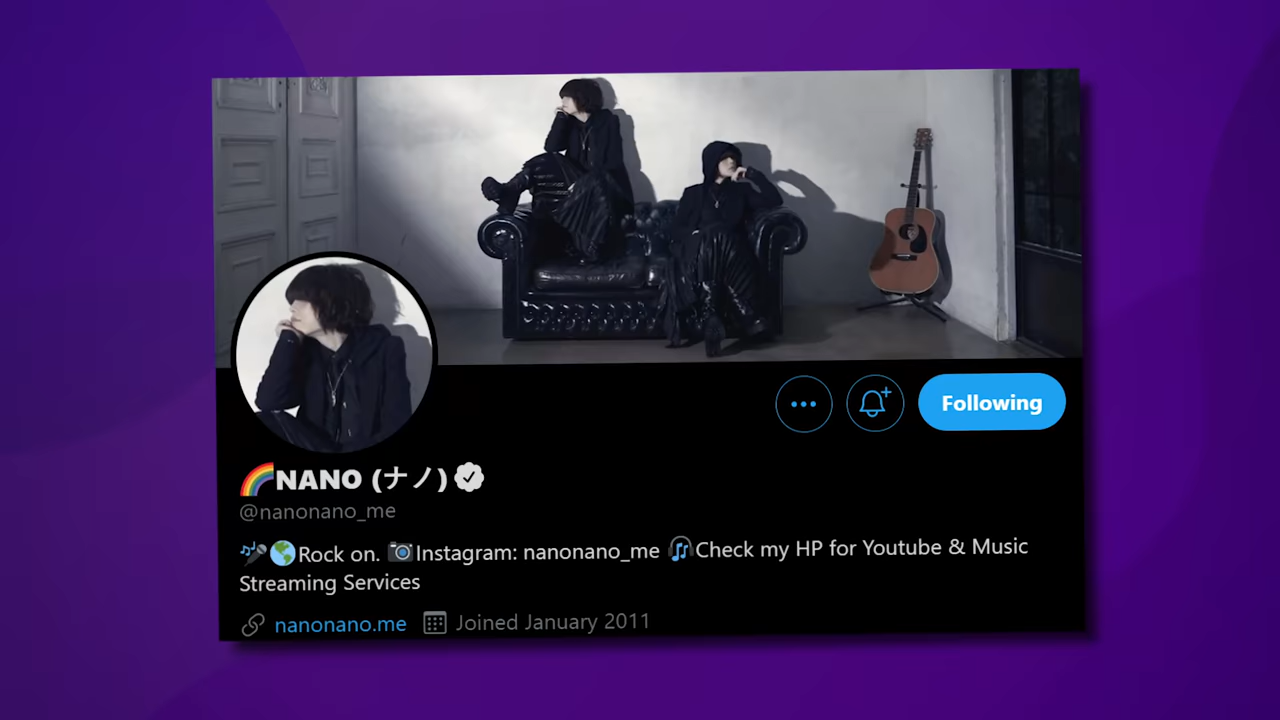 Following
🌈NANO (ナノ)
@nanonano_me
🎤🌎Rock on. 📷Instagram: nanonano_me 🎧Check my HP for Youtube & Music
Streaming Services
nanonano.me Joined January 2011